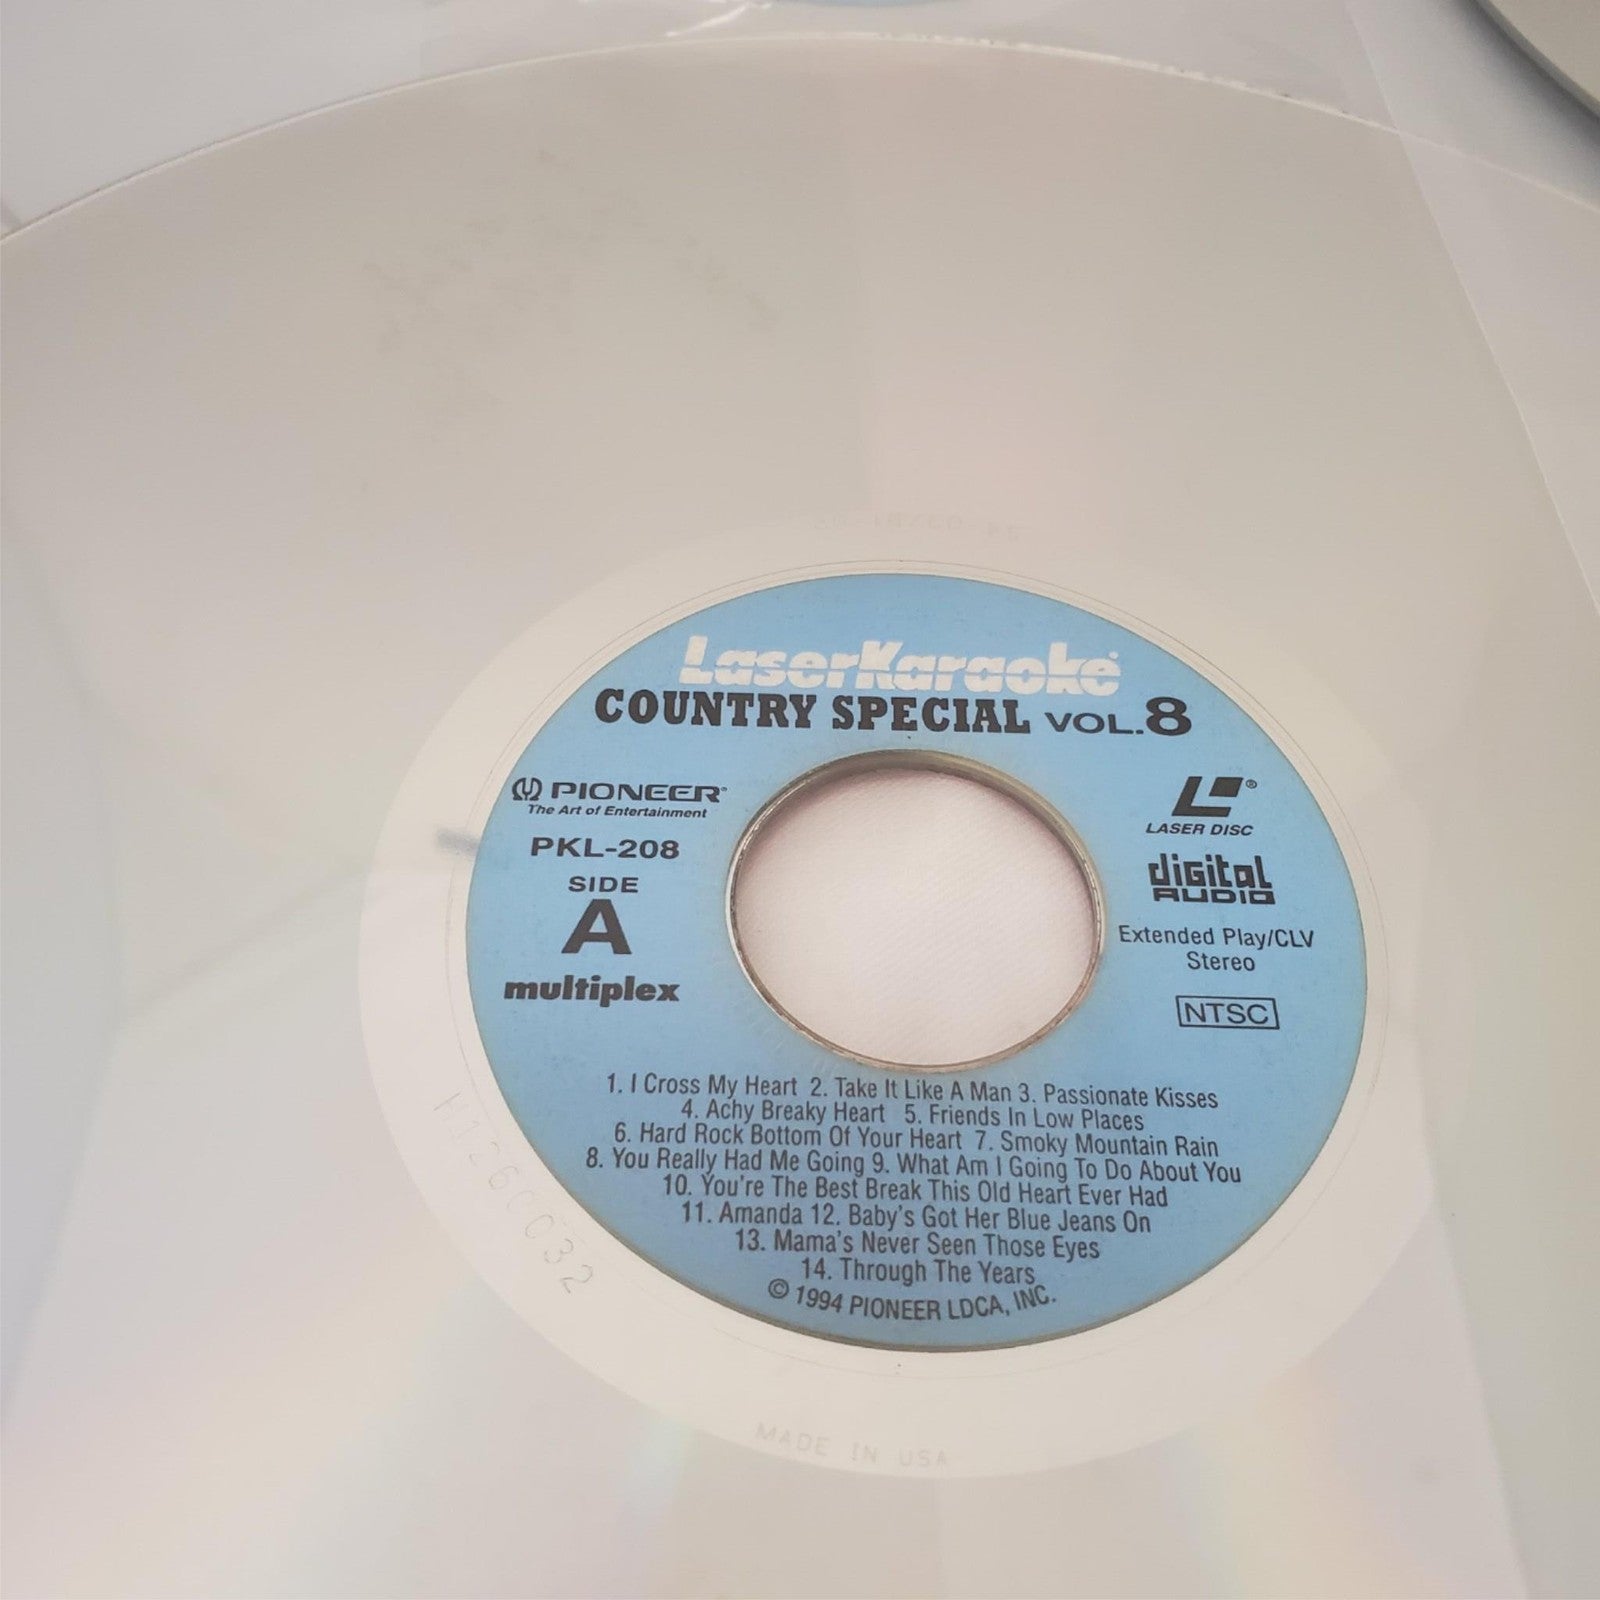 LaserKaraoke
COUNTRY SPECIAL VOL.8
PIONEER®
The Art of Entertainment
PKL-208
SIDE
A
multiplex
®
LASER DISC
digital
AUDIO
Extended Play/CLV
Stereo
NTSC
1. I Cross My Heart 2. Take It Like A Man 3. Passionate Kisses
4. Achy Breaky Heart 5. Friends In Low Places
6. Hard Rock Bottom Of Your Heart 7. Smoky Mountain Rain
8. You Really Had Me Going 9. What Am I Going To Do About You
10. You're The Best Break This Old Heart Ever Had
11. Amanda 12. Baby's Got Her Blue Jeans On
13. Mama's Never Seen Those Eyes
14. Through The Years
© 1994 PIONEER LDCA, INC.
H1260032
MADE IN USA